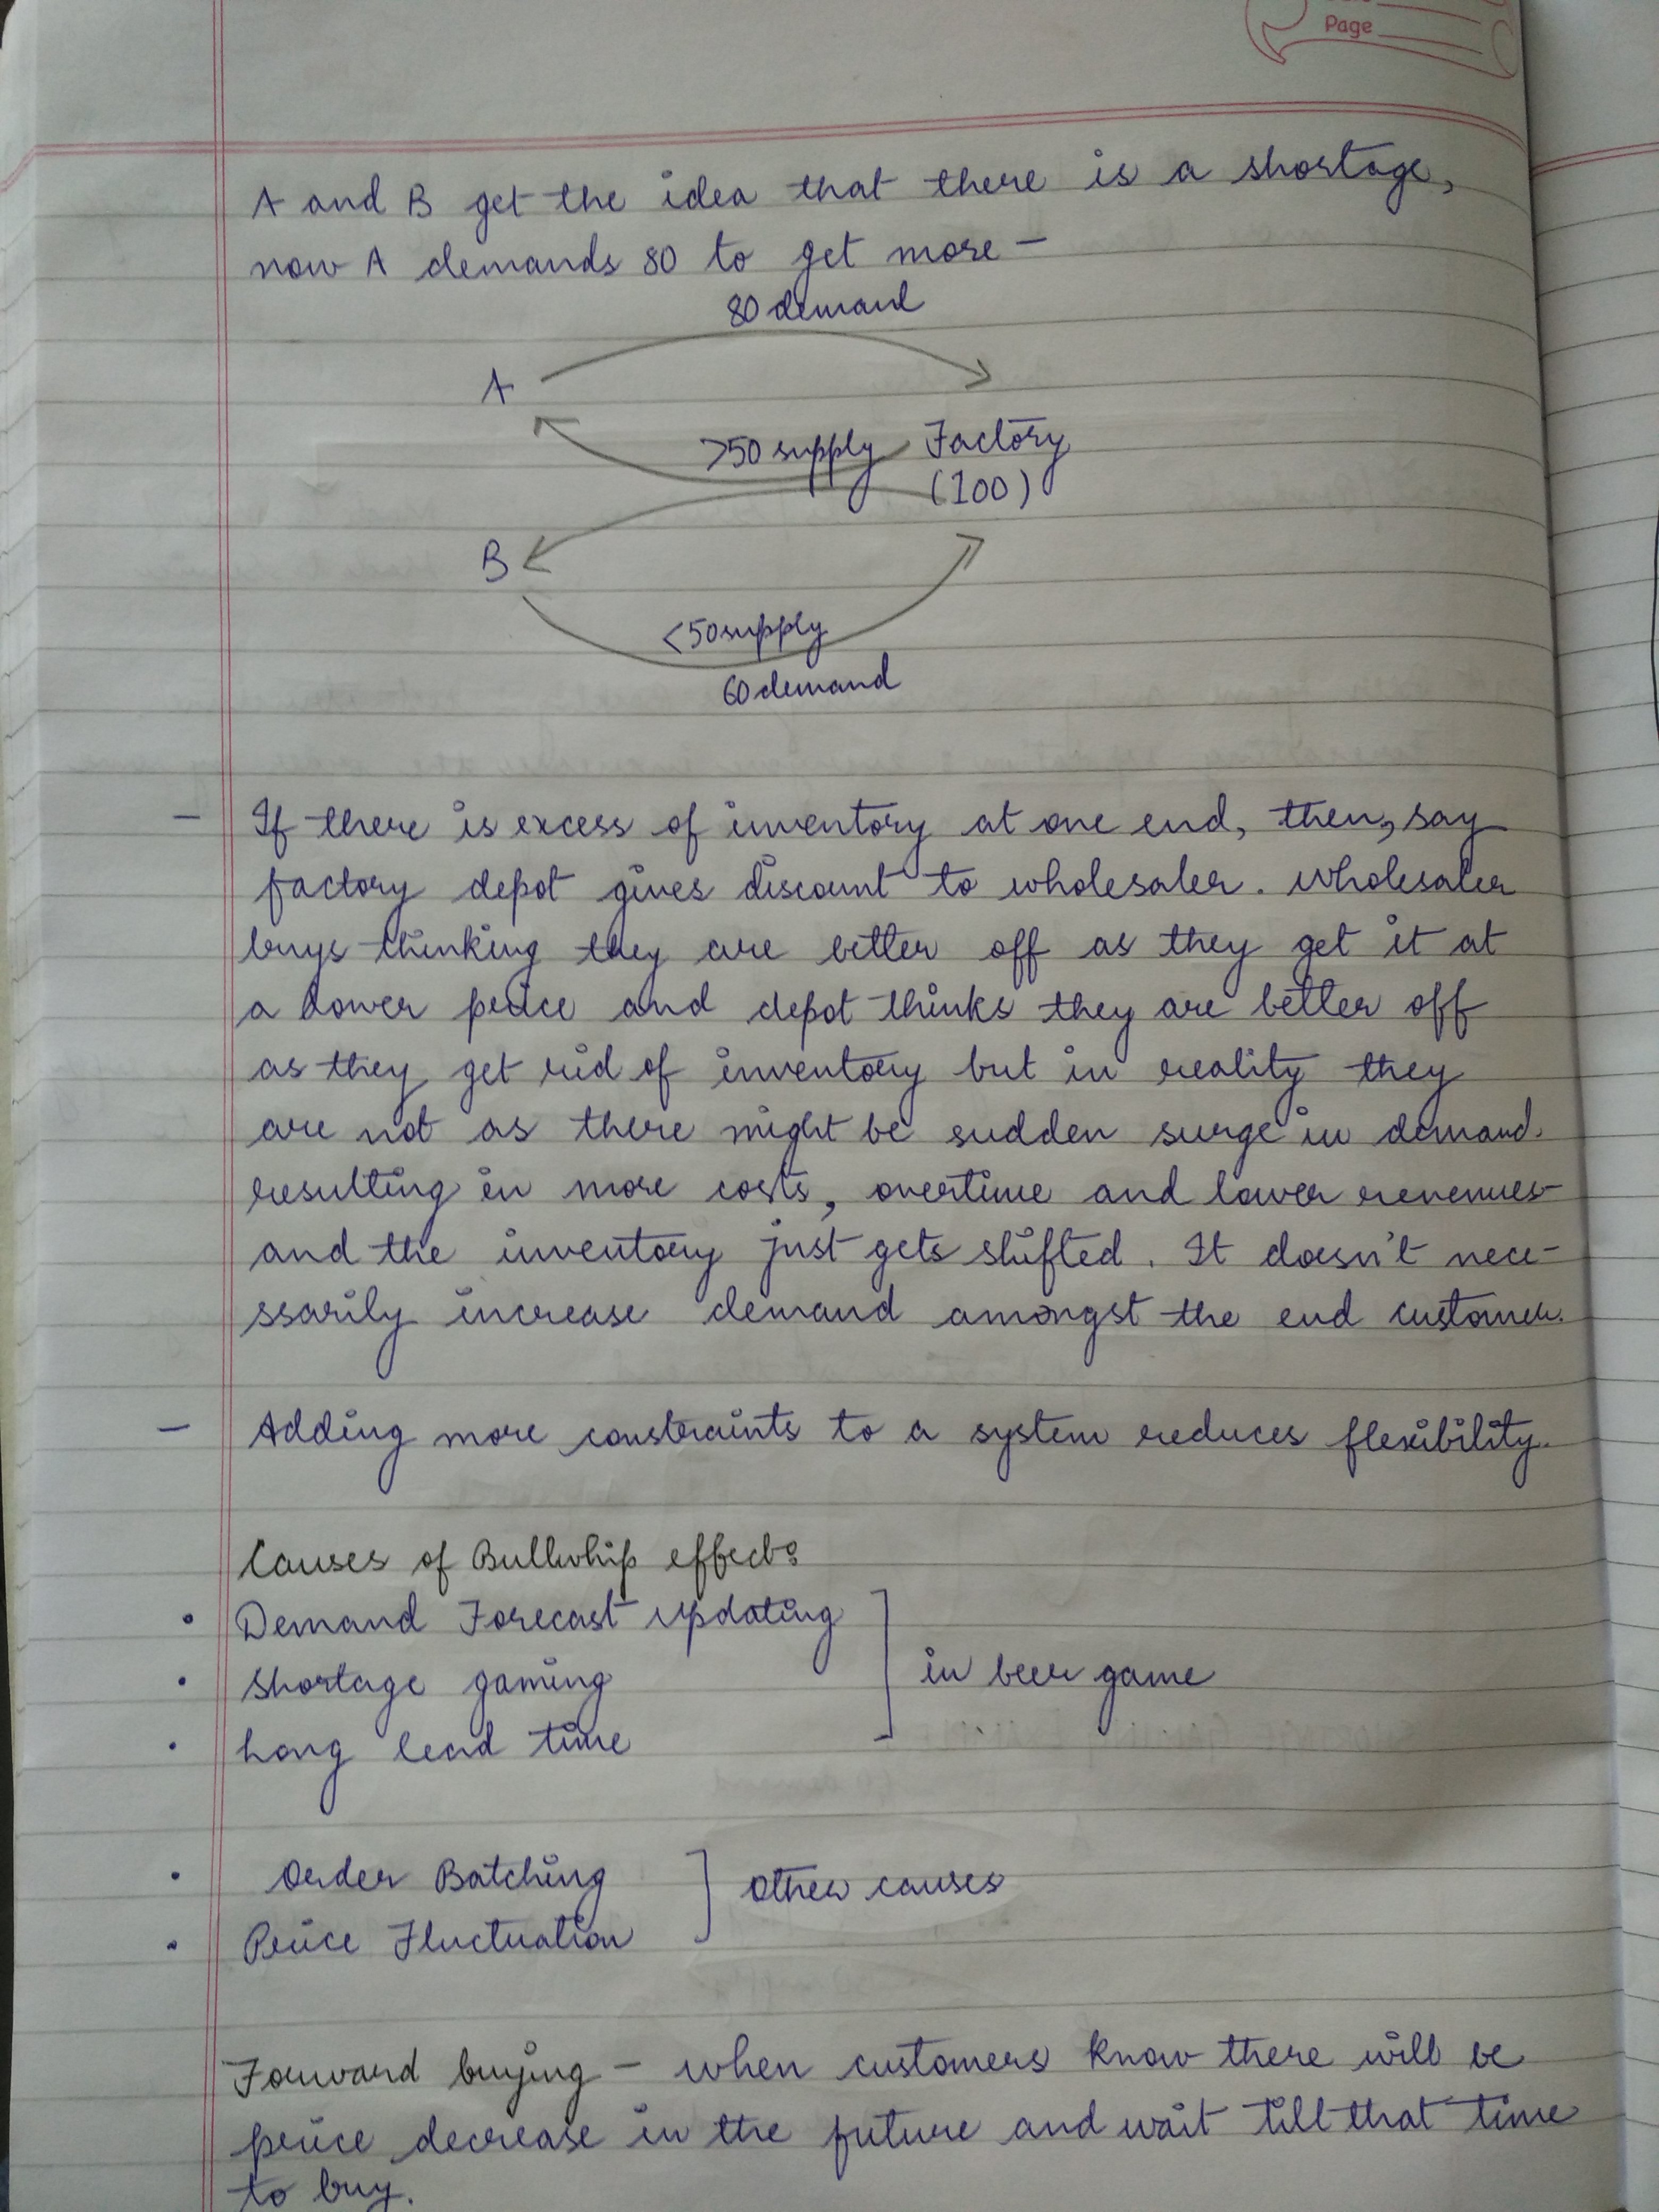 Page
A and B get the idea that there is a shortage,
now A demands 80 to get more -
80 demand
A
>50 supply Factory
(100)
B
<50 supply
60 demand
- If there is excess of inventory at one end, then, say
factory depot gives discount to wholesaler. Wholesaler
buys thinking they are better off as they get it at
a lower price and depot thinks they are better off
as they get rid of inventory but in reality they
are not as there might be sudden surge in demand.
resulting in more costs, overtime and lower revenues
and the inventory just gets shifted. It doesn't nece-
ssarily increase demand amongst the end customer.
- Adding more constraints to a system reduces flexibility.
Causes of Bullwhip effect:
• Demand Forecast updating
• Shortage gaming
in beer game
• Long lead time
• Order Batching
other causes
• Price Fluctuation
Forward buying - when customers know there will be
price decrease in the future and wait till that time
to buy.